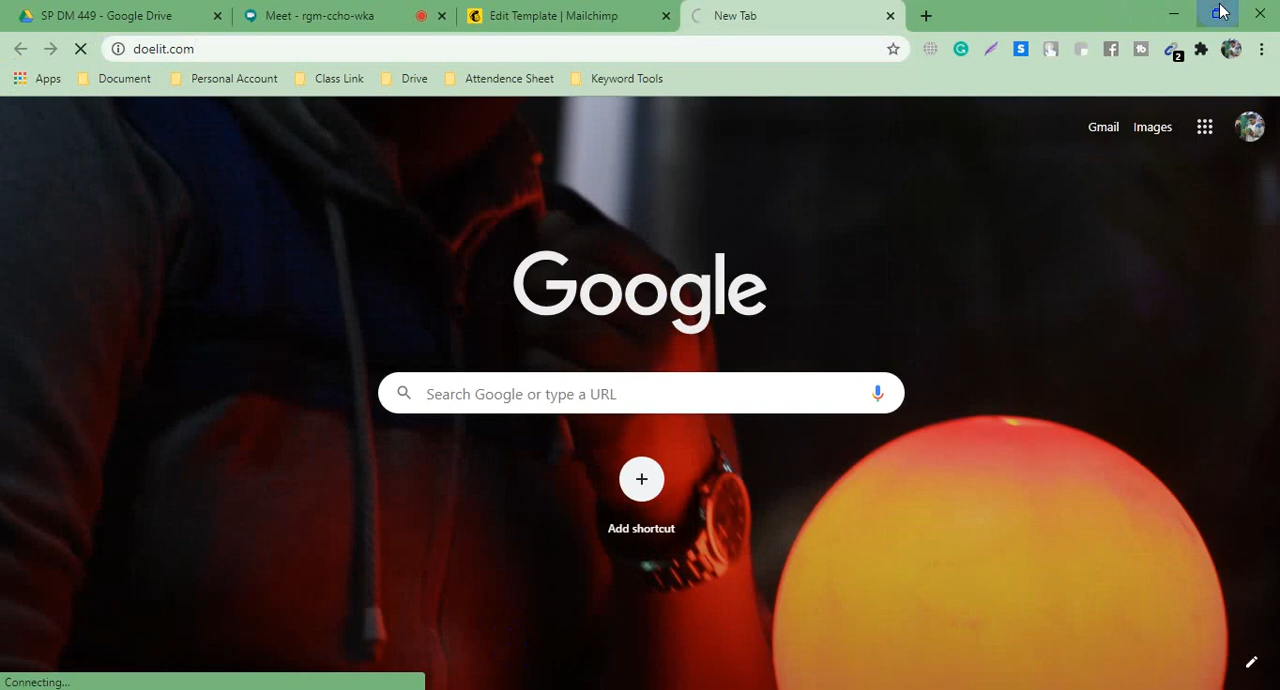 SP DM 449 - Google Drive
Meet - rgm-ccho-wka
Edit Template | Mailchimp
New Tab
doelit.com
S
2
Apps
Document
Personal Account
Class Link
Drive
Attendence Sheet
Keyword Tools
Gmail
Images
Google
Search Google or type a URL
Add shortcut
Connecting...